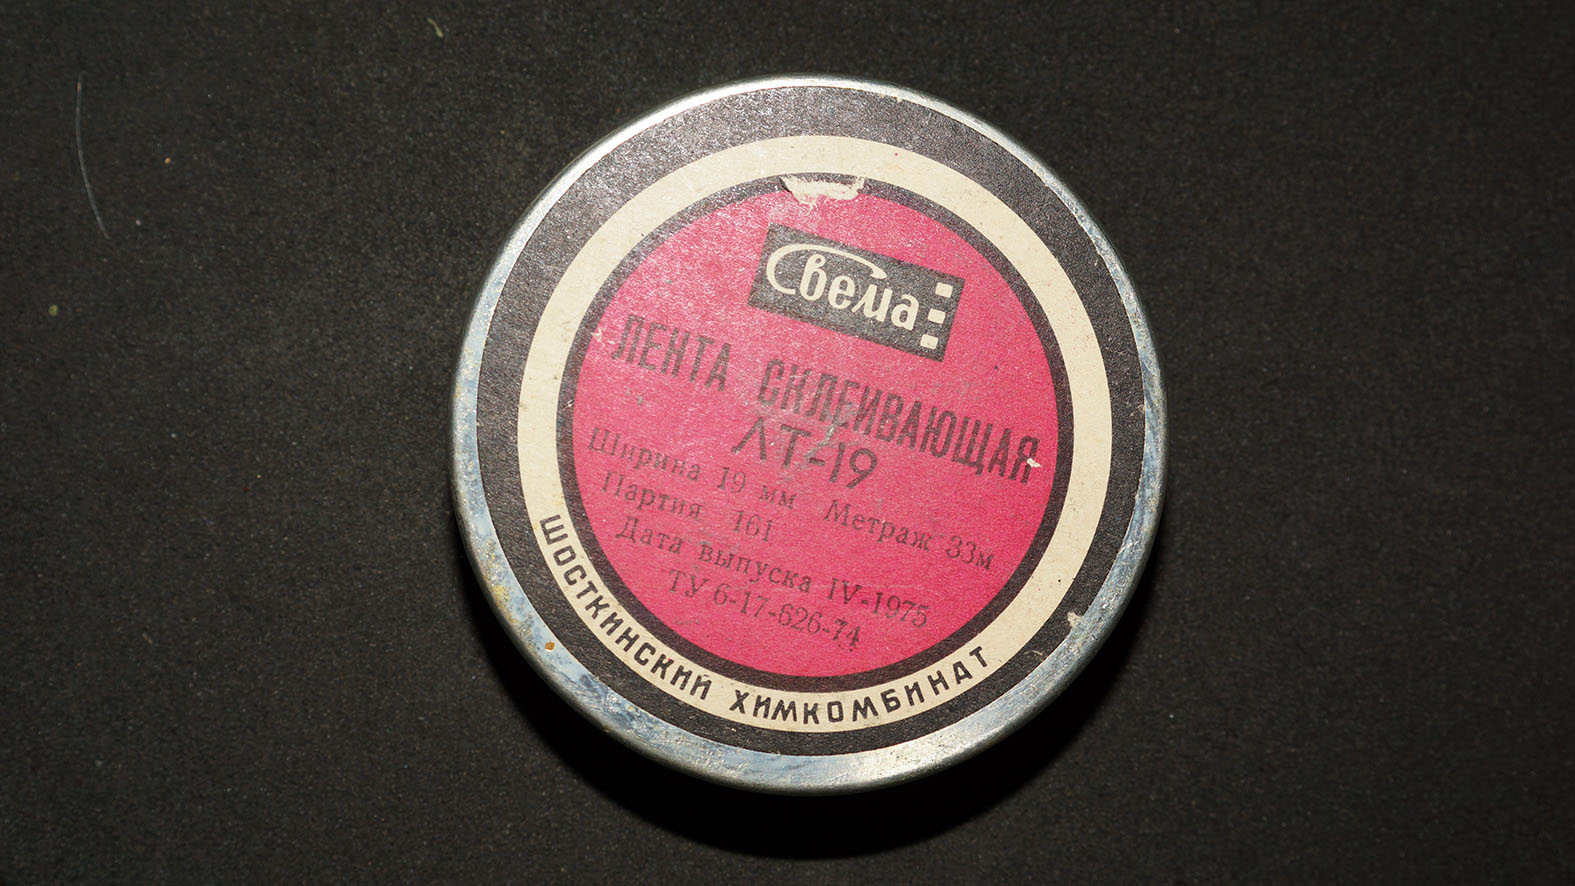 Свема
ЛЕНТА СКЛЕИВАЮЩАЯ
ЛТ-19
Ширина 19 мм Метраж 33м
Партия 161
Дата выпуска IV-1975
ТУ 6-17-626-74
ШОСТКИНСКИЙ ХИМКОМБИНАТ